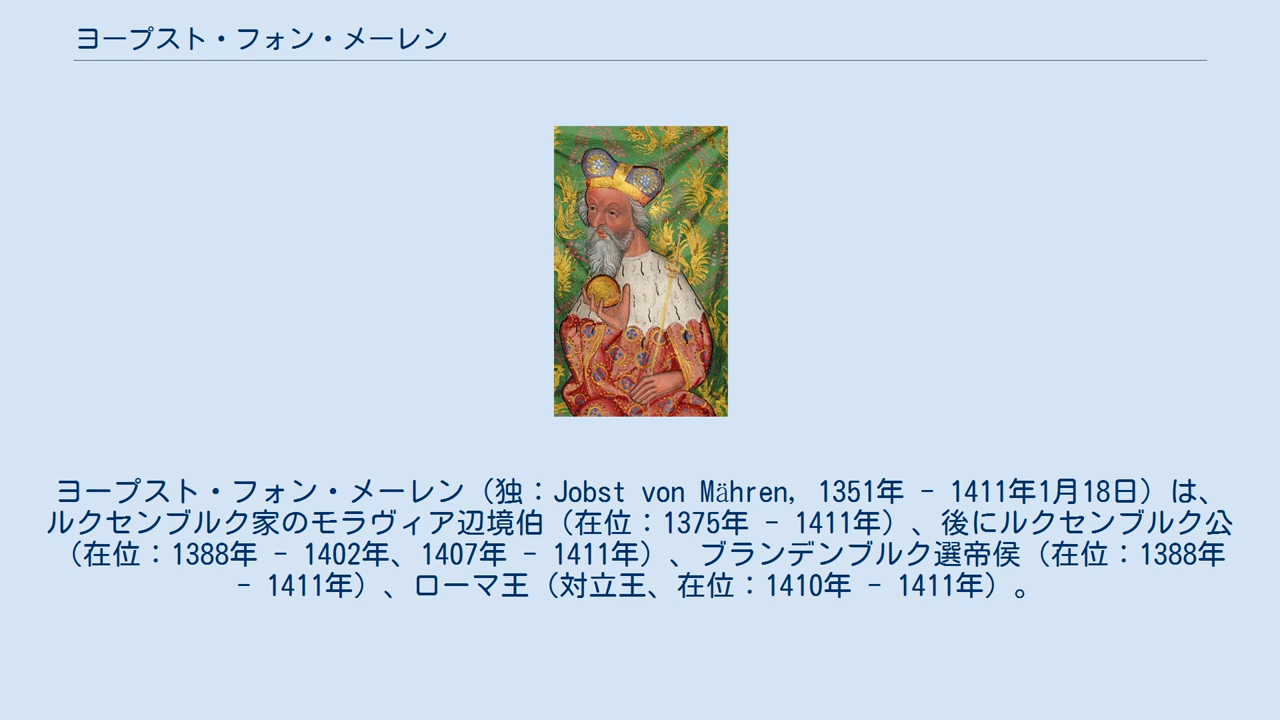 ヨープスト・フォン・メーレン
ヨープスト・フォン・メーレン（独：Jobst von Mähren, 1351年 - 1411年1月18日）は、
ルクセンブルク家のモラヴィア辺境伯（在位：1375年 - 1411年）、後にルクセンブルク公
（在位：1388年 - 1402年、1407年 - 1411年）、ブランデンブルク選帝侯（在位：1388年
- 1411年）、ローマ王（対立王、在位：1410年 - 1411年）。